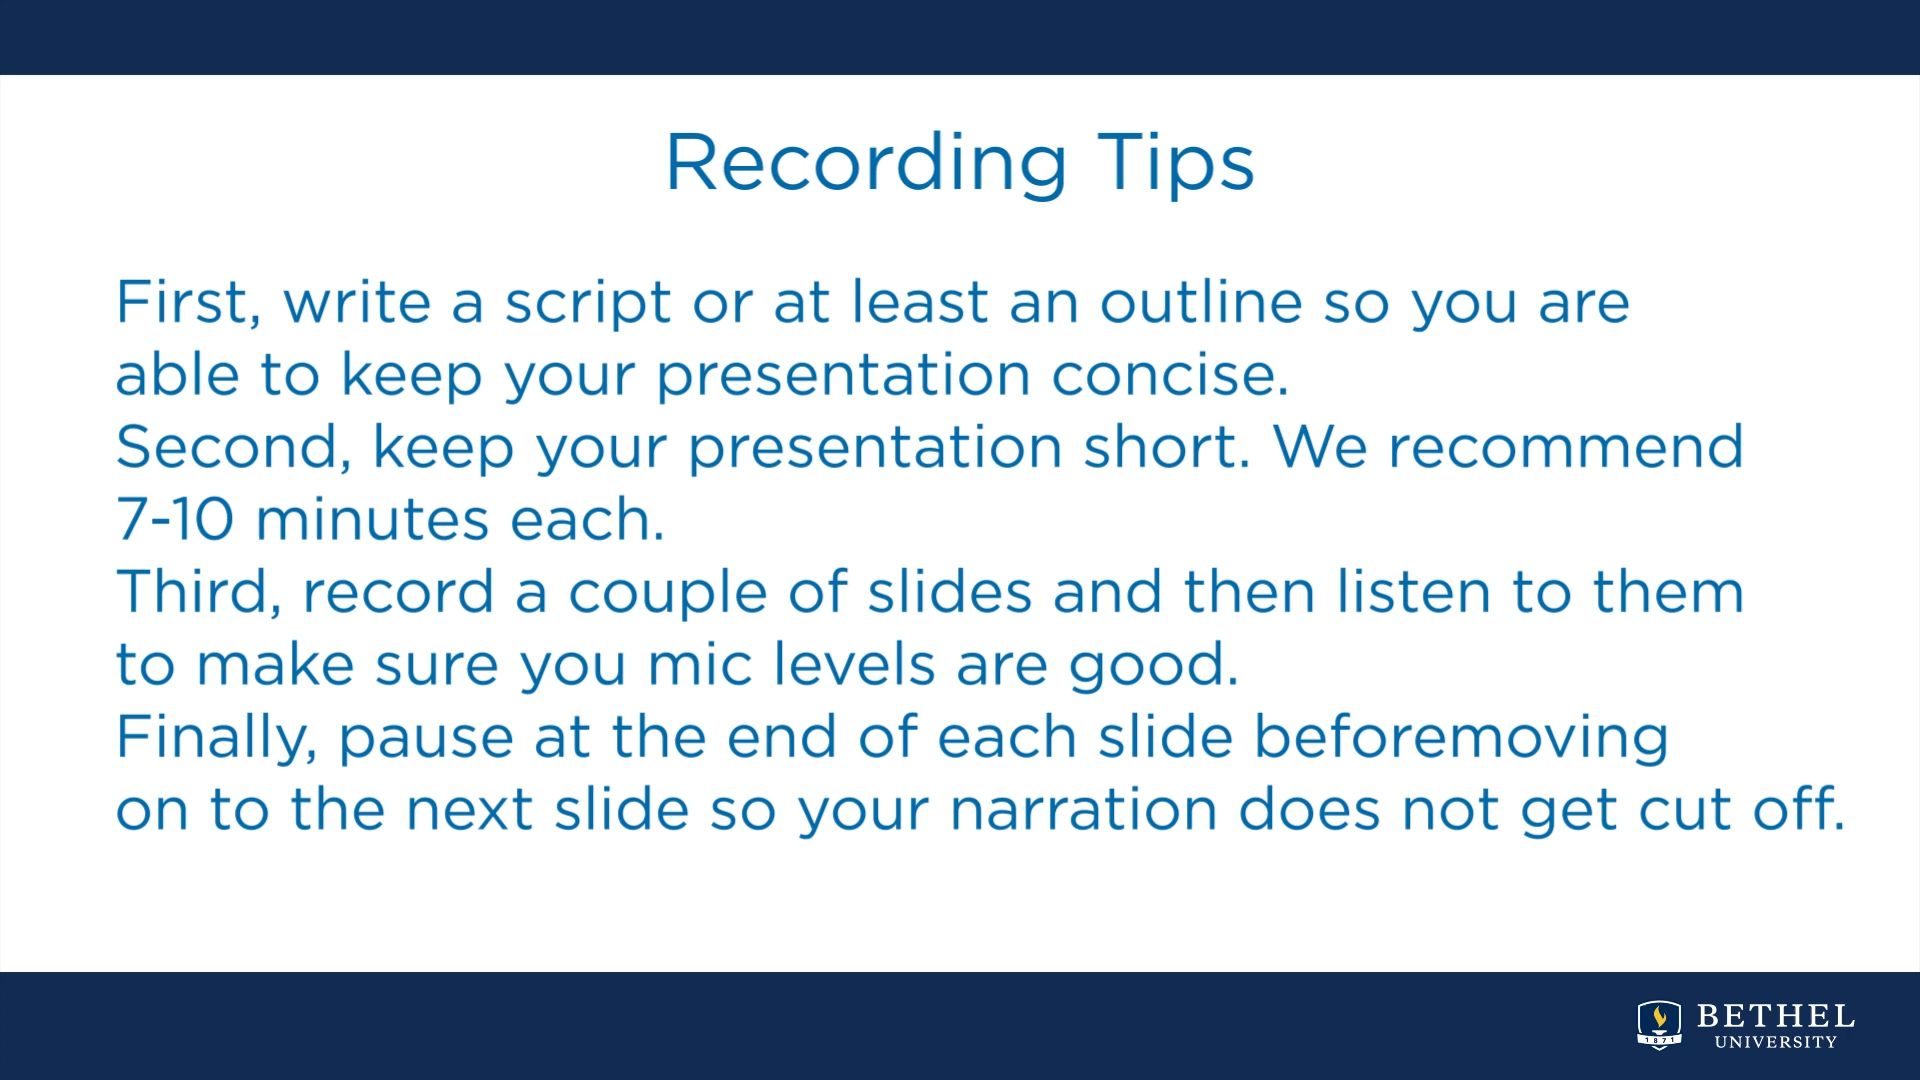 Recording Tips
First, write a script or at least an outline so you are
able to keep your presentation concise.
Second, keep your presentation short. We recommend
7-10 minutes each.
Third, record a couple of slides and then listen to them
to make sure you mic levels are good.
Finally, pause at the end of each slide beforemoving
on to the next slide so your narration does not get cut off.
1871
BETHEL
UNIVERSITY